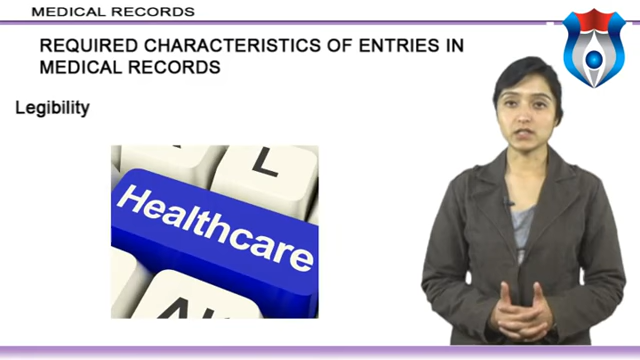 MEDICAL RECORDS
REQUIRED CHARACTERISTICS OF ENTRIES IN
MEDICAL RECORDS
Legibility
L
Healthcare